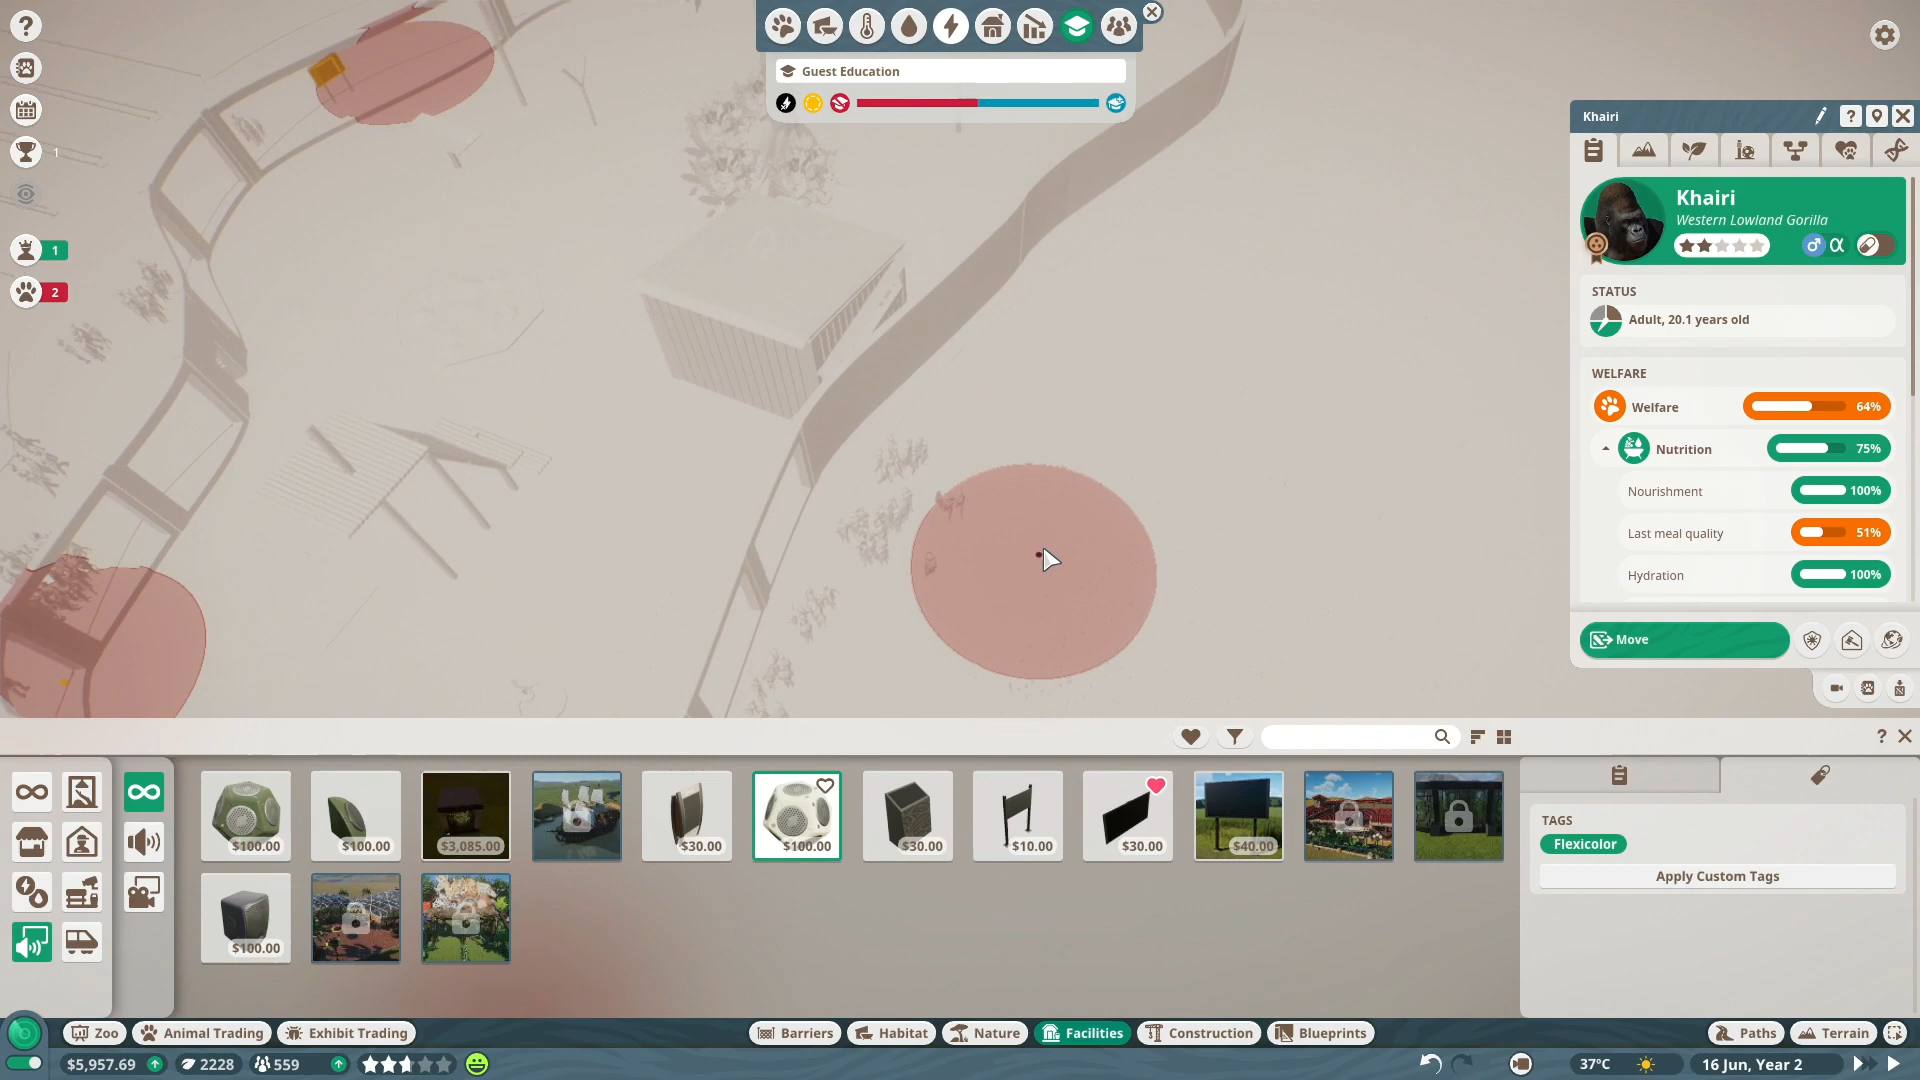 ?
Guest Education
1
1
2
Khairi
?
Khairi
Western Lowland Gorilla
α
STATUS
Adult, 20.1 years old
WELFARE
Welfare
64%
Nutrition
75%
Nourishment
100%
Last meal quality
51%
Hydration
100%
Move
?
$100.00
$100.00
$3,085.00
$30.00
$100.00
$30.00
$10.00
$30.00
$40.00
$100.00
TAGS
Flexicolor
Apply Custom Tags
Zoo
Animal Trading
Exhibit Trading
Barriers
Habitat
Nature
Facilities
Construction
Blueprints
Paths
Terrain
$5,957.69
2228
559
37°C
16 Jun, Year 2